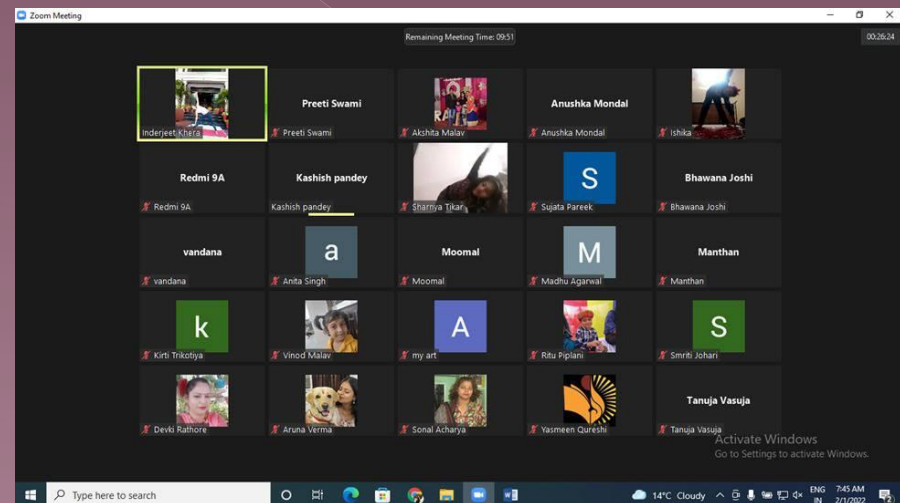 Zoom Meeting
Remaining Meeting Time: 09:51
00:26:24
Inderjeet Khera
Preeti Swami
Preeti Swami
Akshita Malav
Anushka Mondal
Anushka Mondal
Ishika
Redmi 9A
Redmi 9A
Kashish pandey
Kashish pandey
Sharnya Tikar
S
Sujata Pareek
Bhawana Joshi
Bhawana Joshi
vandana
vandana
a
Anita Singh
Moomal
Moomal
M
Madhu Agarwal
Manthan
Manthan
k
Kirti Trikotiya
Vinod Malav
A
my art
Ritu Piplani
S
Smriti Johari
Devki Rathore
Aruna Verma
Sonal Acharya
Yasmeen Qureshi
Tanuja Vasuja
Tanuja Vasuja
Activate Windows
Go to Settings to activate Windows.
Type here to search
14°C Cloudy
ENG
IN
7:45 AM
2/1/2022
2